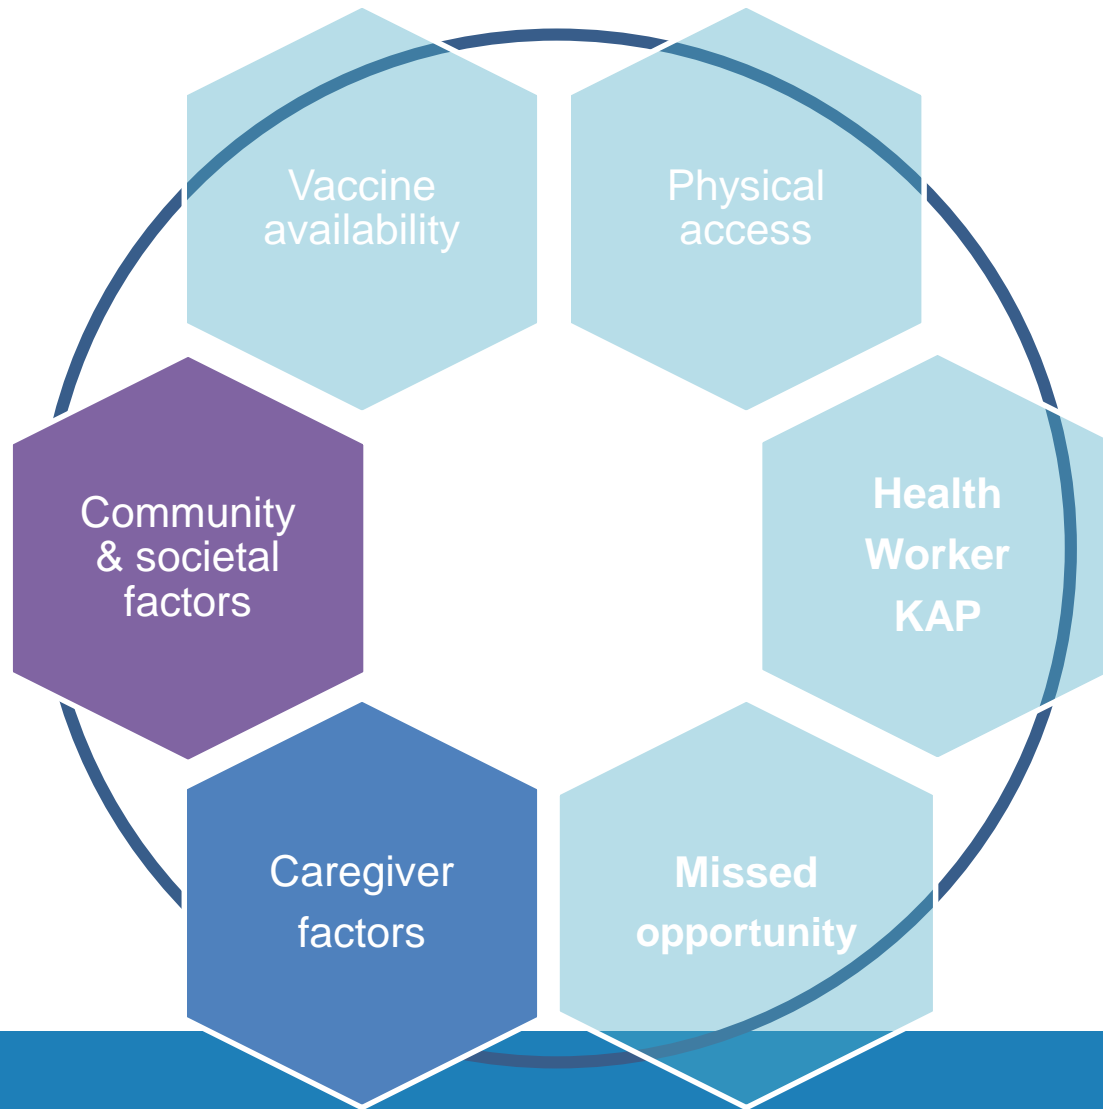 Vaccine
availability
Physical
access
Community
& societal
factors
Health
Worker
KAP
Caregiver
factors
Missed
opportunity